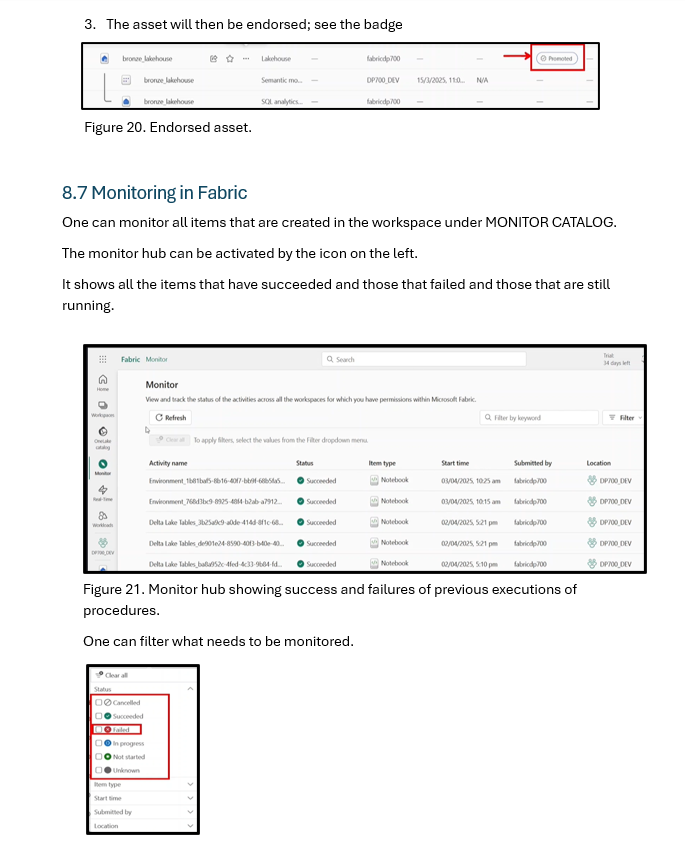 3. The asset will then be endorsed; see the badge
bronze_lakehouse ... Lakehouse — fabricdp700 — — Promoted —
bronze_lakehouse Semantic mo... — DP700_DEV 15/3/2025, 11:0... N/A — —
bronze_lakehouse SQL analytics... — fabricdp700 — — — —
Figure 20. Endorsed asset.
8.7 Monitoring in Fabric
One can monitor all items that are created in the workspace under MONITOR CATALOG.
The monitor hub can be activated by the icon on the left.
It shows all the items that have succeeded and those that failed and those that are still
running.
Fabric Monitor Search Trial:
34 days left
Home
Workspaces
OneLake
catalog
Monitor
Real-Time
Workloads
DP700_DEV
Monitor
View and track the status of the activities across all the workspaces for which you have permissions within Microsoft Fabric.
Refresh Filter by keyword Filter
Clear all To apply filters, select the values from the Filter dropdown menu.
Activity name Status Item type Start time Submitted by Location
Succeeded Notebook 03/04/2025, 10:25 am fabricdp700 DP700_DEV
Environment_768d3bc9-8925-48f4-b2ab-a7912... Succeeded Notebook 03/04/2025, 10:15 am fabricdp700 DP700_DEV
Delta Lake Tables_3b25a9c9-a0de-414d-8f1c-68... Succeeded Notebook 02/04/2025, 5:21 pm fabricdp700 DP700_DEV
Delta Lake Tables_de901e24-8590-40f3-b40e-40... Succeeded Notebook 02/04/2025, 5:21 pm fabricdp700 DP700_DEV
Delta Lake Tables_ba0a952c-4fed-4c33-9b84-fd... Succeeded Notebook 02/04/2025, 5:10 pm fabricdp700 DP700_DEV
Figure 21. Monitor hub showing success and failures of previous executions of
procedures.
One can filter what needs to be monitored.
Clear all
Status
Cancelled
Succeeded
Failed
In progress
Not started
Unknown
Item type
Start time
Submitted by
Location